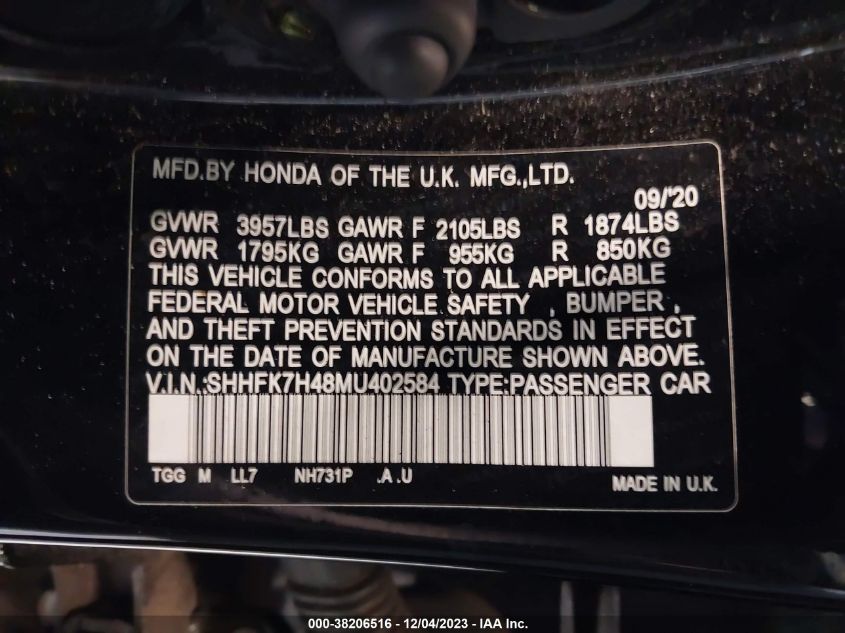 MFD.BY HONDA OF THE U.K. MFG.,LTD.
09/'20
GVWR 3957LBS GAWR F 2105LBS R 1874LBS
GVWR 1795KG GAWR F 955KG R 850KG
THIS VEHICLE CONFORMS TO ALL APPLICABLE
FEDERAL MOTOR VEHICLE SAFETY , BUMPER ,
AND THEFT PREVENTION STANDARDS IN EFFECT
ON THE DATE OF MANUFACTURE SHOWN ABOVE.
V.I.N.:SHHFK7H48MU402584 TYPE:PASSENGER CAR
TGG M LL7 NH731P .A .U
MADE IN U.K.
000-38206516 - 12/04/2023 - IAA Inc.